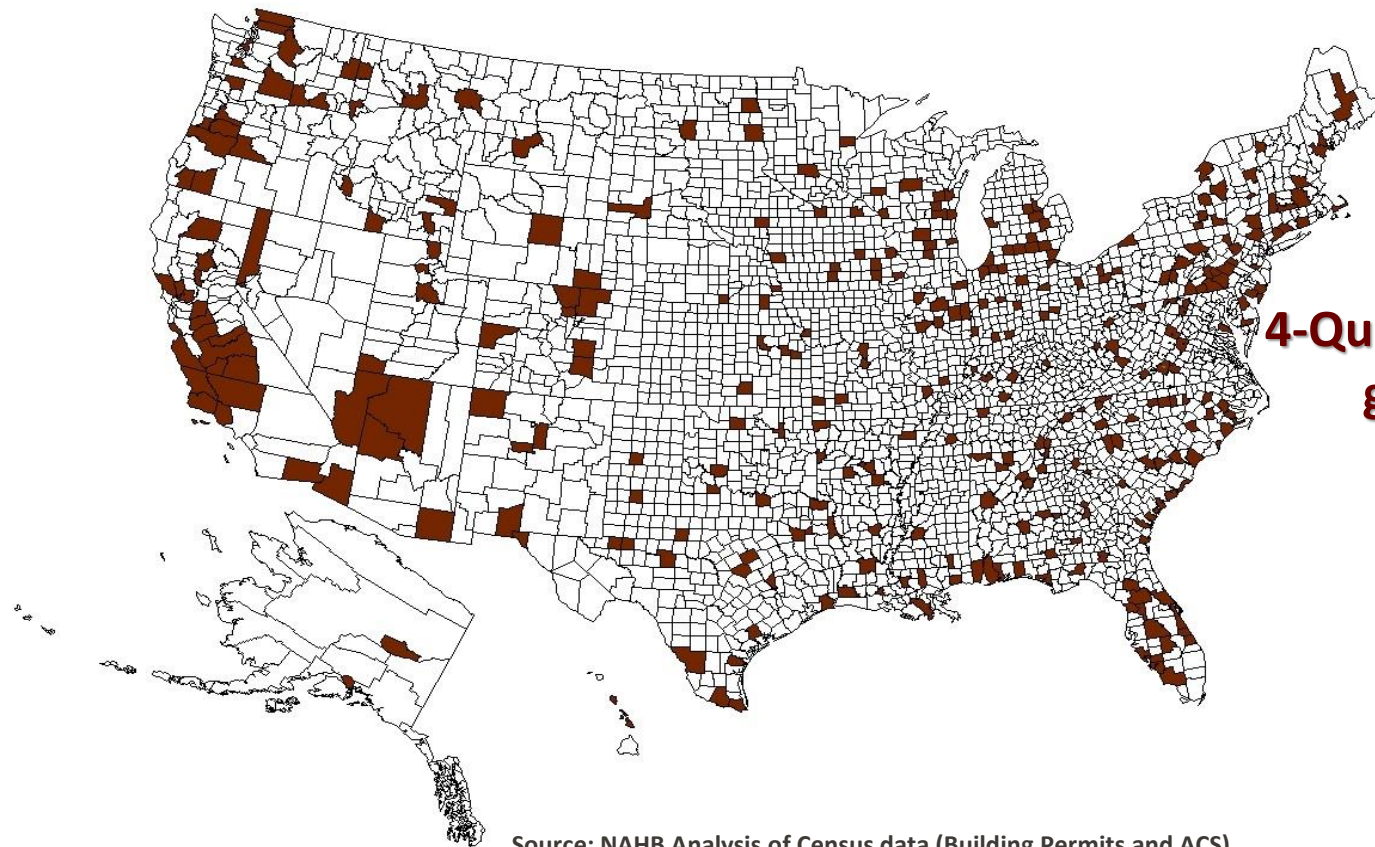 4-Qu
g
Source: NAHB Analysis of Census data (Building Permits and ACS)